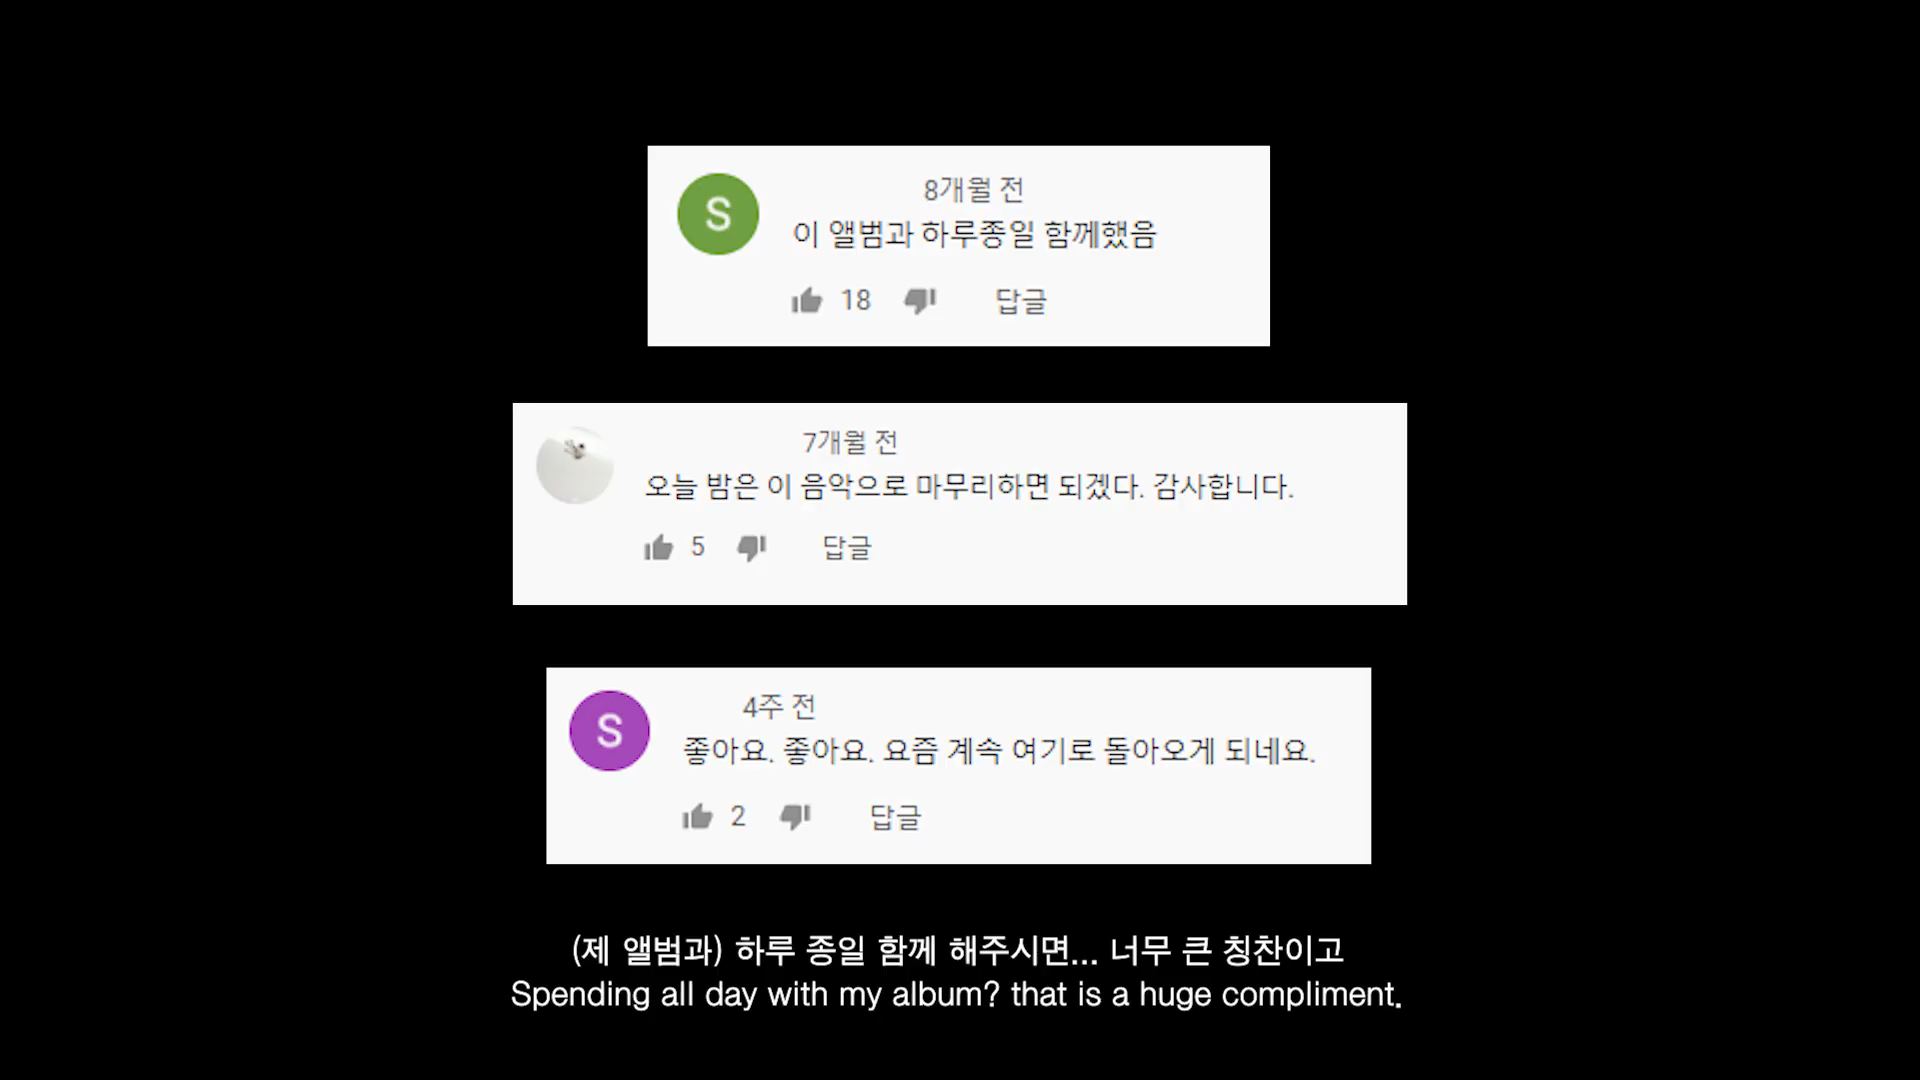 S
8개월 전
이 앨범과 하루종일 함께했음
18 답글
7개월 전
오늘 밤은 이 음악으로 마무리하면 되겠다. 감사합니다.
5 답글
S
4주 전
좋아요. 좋아요. 요즘 계속 여기로 돌아오게 되네요.
2 답글
(제 앨범과) 하루 종일 함께 해주시면... 너무 큰 칭찬이고
Spending all day with my album? that is a huge compliment.